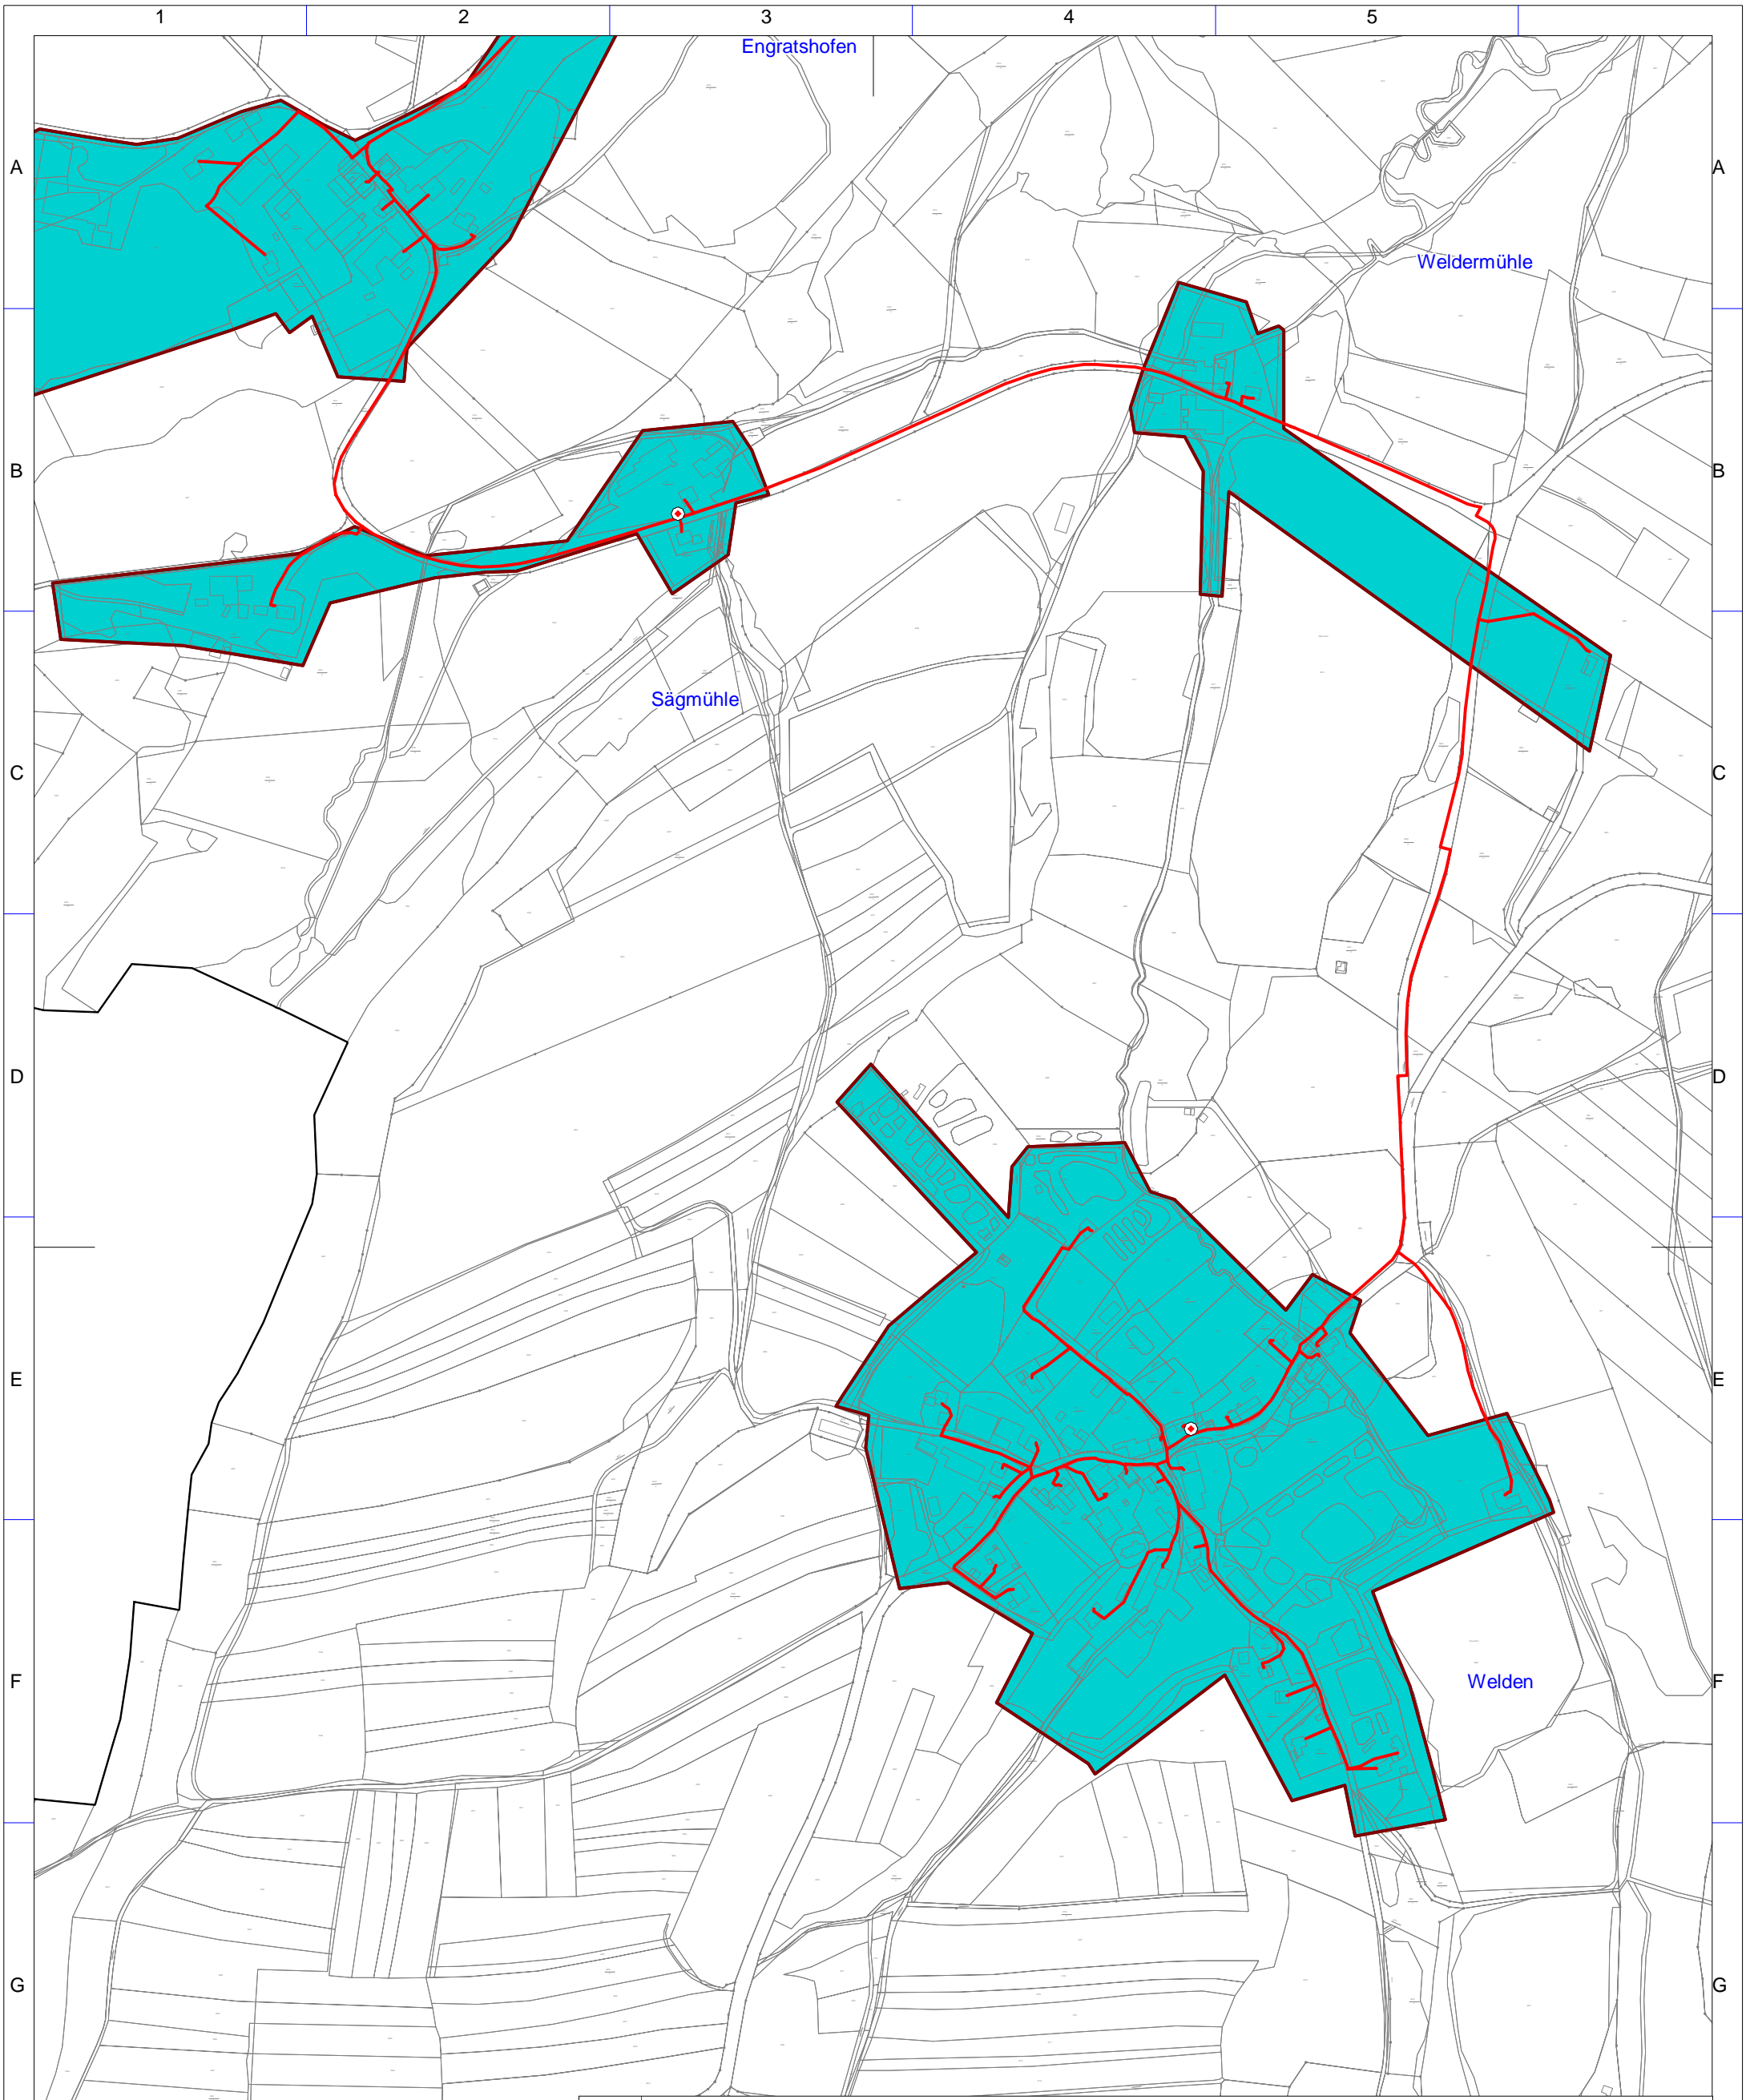 1 2 3 4 5
Engratshofen
A A
Weldermühle
B B
Sägmühle
C C
D D
E E
F Welden F
G G